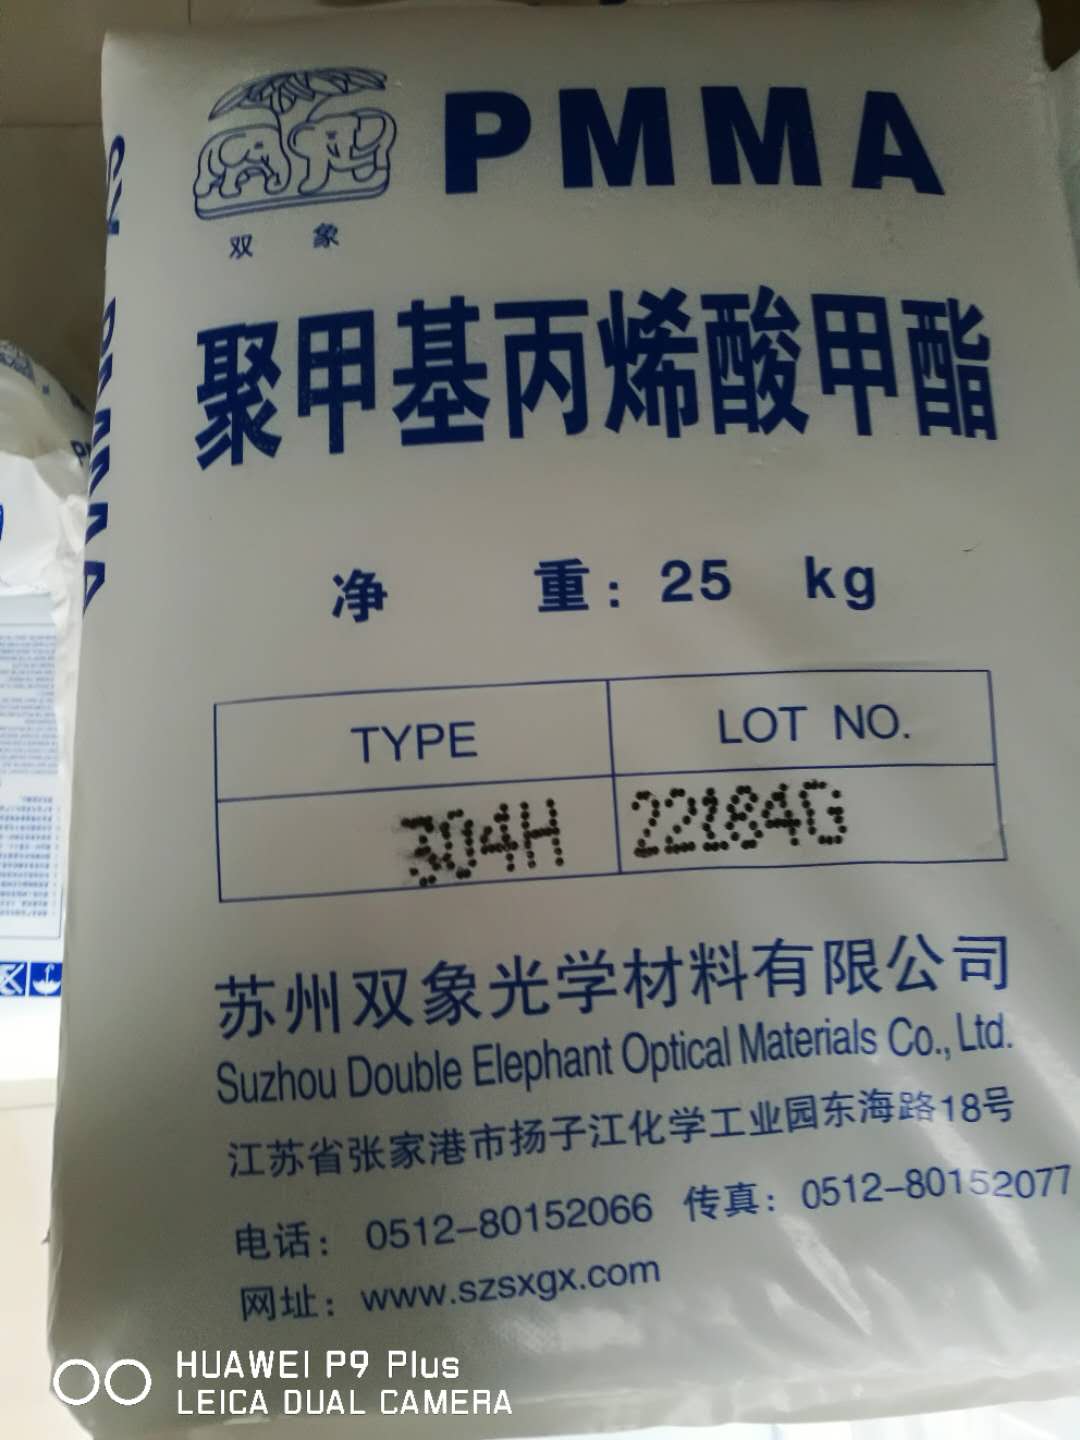 PMMA
双 象
聚甲基丙烯酸甲酯
净 重: 25 kg
TYPE LOT NO.
304H 22184G
苏州双象光学材料有限公司
Suzhou Double Elephant Optical Materials Co., Ltd.
江苏省张家港市扬子江化学工业园东海路18号
电话: 0512-80152066 传真: 0512-80152077
网址: www.szsxgx.com
HUAWEI P9 Plus
LEICA DUAL CAMERA